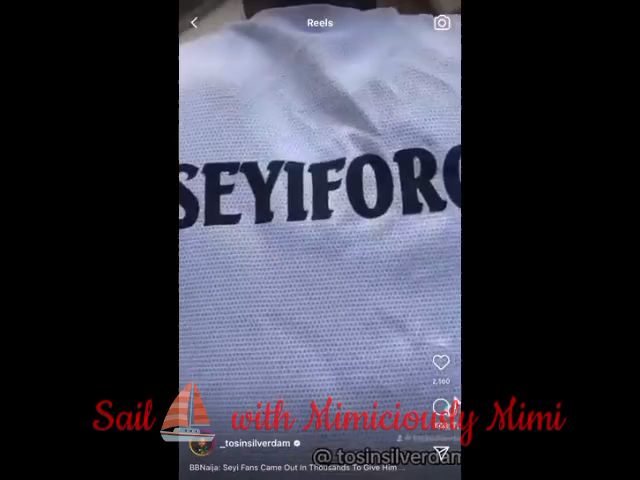 Reels
SEYIFORC
2,160
Sail with Mimiciously Mimi
_tosinsilverdam
@_tosinsilverdam
BBNaija: Seyi Fans Came Out In Thousands To Give Him ...